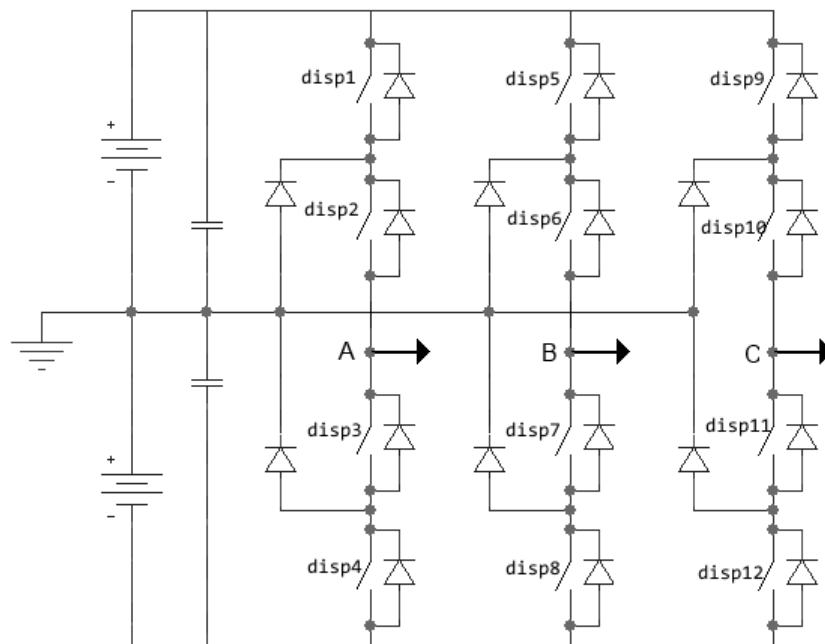 disp1
disp5
disp9
+
-
disp2
disp6
disp10
A
B
C
disp3
disp7
disp11
+
-
disp4
disp8
disp12